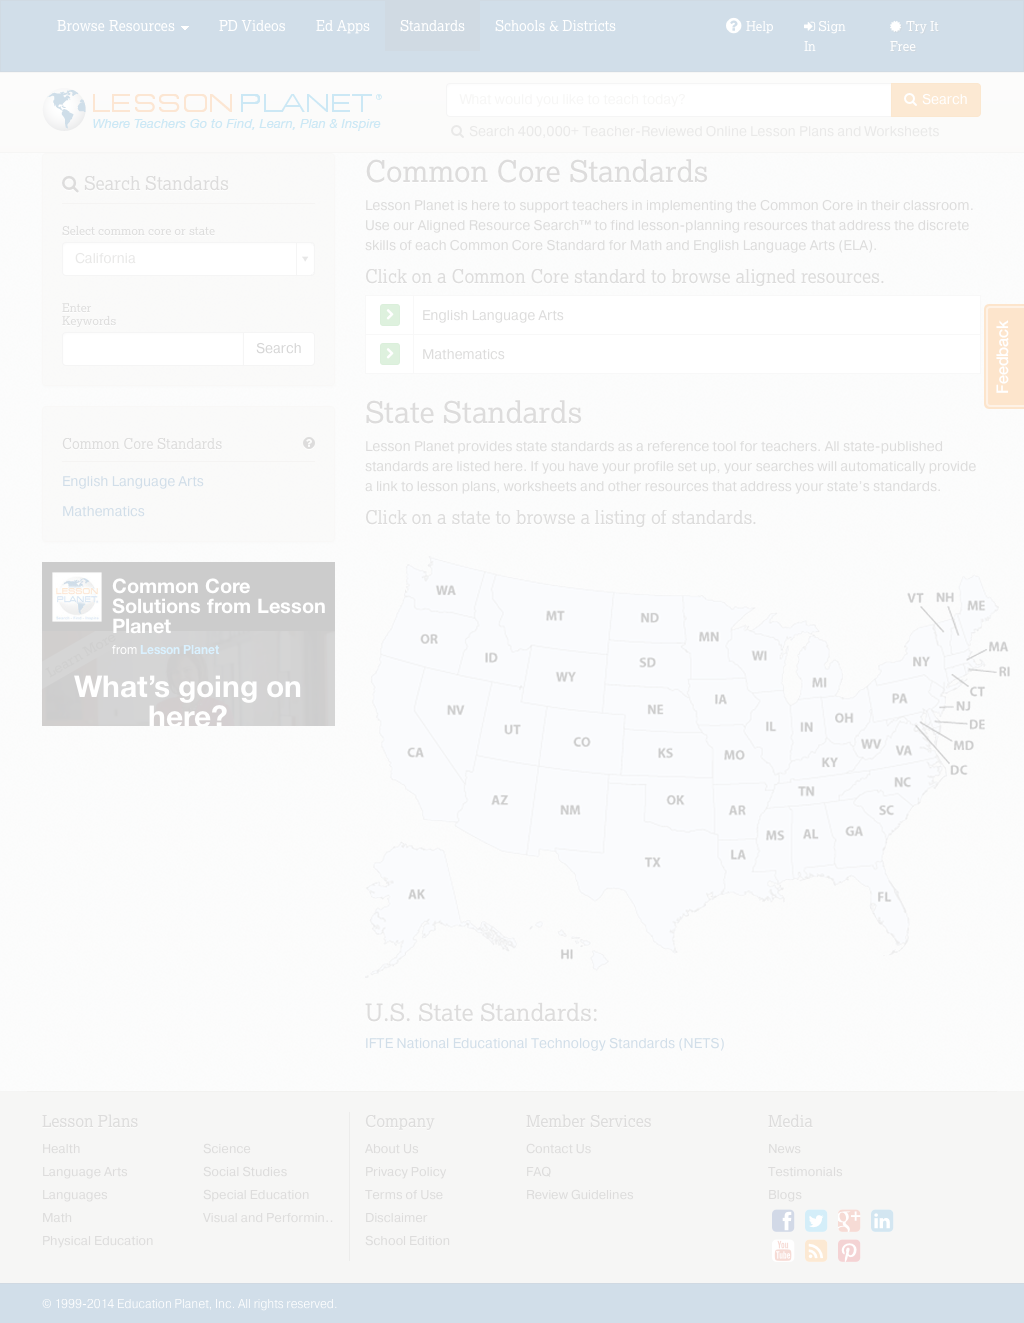 Browse Resources
PD Videos
Ed Apps
Standards
Schools & Districts
Help
Sign
In
Try It
Free
LESSON PLANET®
Where Teachers Go to Find, Learn, Plan & Inspire
What would you like to teach today?
Search
Search 400,000+ Teacher-Reviewed Online Lesson Plans and Worksheets
Search Standards
Select common core or state
California
Enter
Keywords
Search
Common Core Standards
English Language Arts
Mathematics
Common Core
Solutions from Lesson
Planet
from Lesson Planet
What's going on
here?
Common Core Standards
Lesson Planet is here to support teachers in implementing the Common Core in their classroom.
Use our Aligned Resource Search™ to find lesson-planning resources that address the discrete
skills of each Common Core Standard for Math and English Language Arts (ELA).
Click on a Common Core standard to browse aligned resources.
English Language Arts
Mathematics
Feedback
State Standards
Lesson Planet provides state standards as a reference tool for teachers. All state-published
standards are listed here. If you have your profile set up, your searches will automatically provide
a link to lesson plans, worksheets and other resources that address your state's standards.
Click on a state to browse a listing of standards.
WA
MT
ND
MN
VT
NH
ME
OR
ID
WY
SD
WI
MI
NY
MA
RI
CT
NV
UT
CO
NE
IA
IL
IN
OH
PA
NJ
DE
MD
DC
CA
KS
MO
KY
WV
VA
AZ
NM
OK
AR
TN
NC
SC
MS
AL
GA
TX
LA
FL
AK
HI
U.S. State Standards:
IFTE National Educational Technology Standards (NETS)
Lesson Plans
Health
Language Arts
Languages
Math
Physical Education
Science
Social Studies
Special Education
Visual and Performin..
Company
About Us
Privacy Policy
Terms of Use
Disclaimer
School Edition
Member Services
Contact Us
FAQ
Review Guidelines
Media
News
Testimonials
Blogs
You
Tube
© 1999-2014 Education Planet, Inc. All rights reserved.